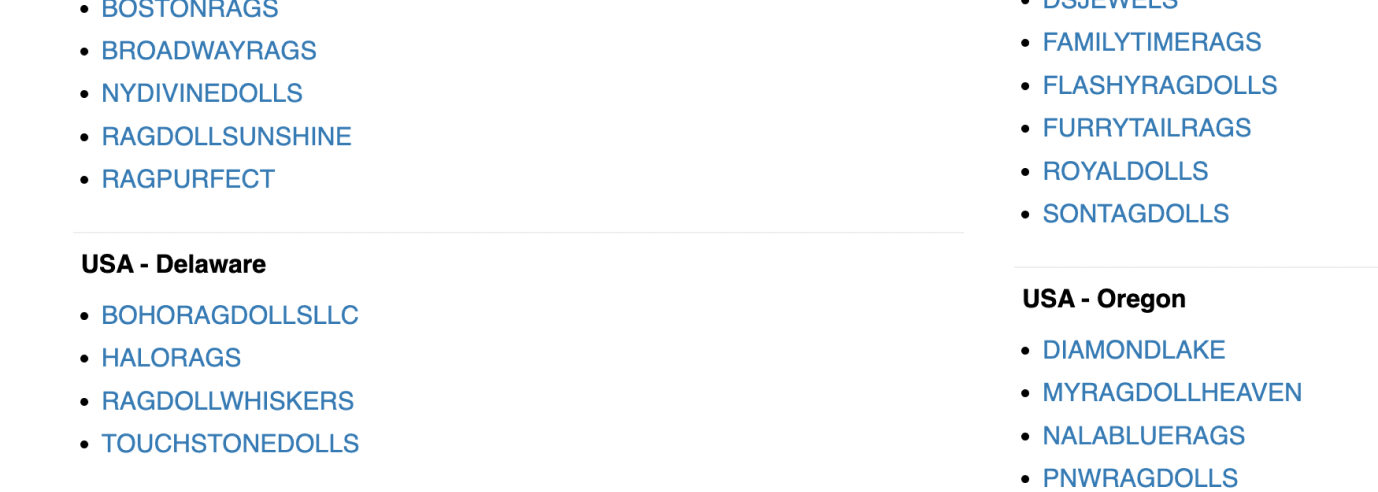 BOSTONRAGS
BROADWAYRAGS
NYDIVINEDOLLS
RAGDOLLSUNSHINE
RAGPURFECT
USA - Delaware
BOHORAGDOLLSLLC
HALORAGS
RAGDOLLWHISKERS
TOUCHSTONEDOLLS
DSJEWELS
FAMILYTIMERAGS
FLASHYRAGDOLLS
FURRYTAILRAGS
ROYALDOLLS
SONTAGDOLLS
USA - Oregon
DIAMONDLAKE
MYRAGDOLLHEAVEN
NALABLUERAGS
PNWRAGDOLLS